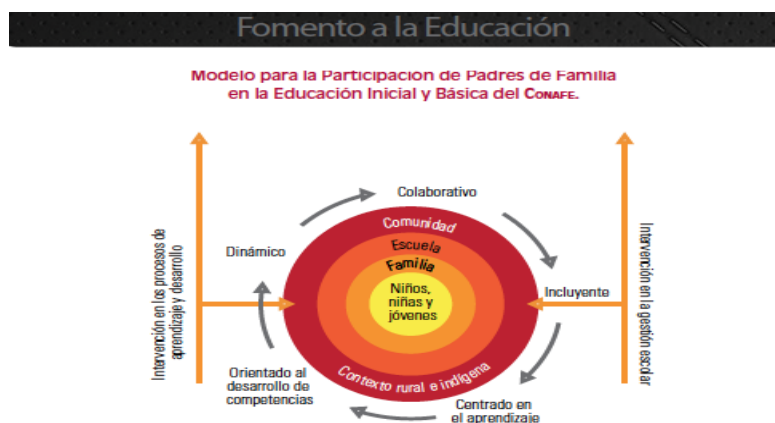 Fomento a la Educación
Modelo para la Participación de Padres de Familia
en la Educación Inicial y Básica del CONAFE.
Colaborativo
Comunidad
Escuela
Familia
Niños,
niñas y
jóvenes
Dinámico
Incluyente
Intervención en los procesos de
aprendizaje y desarrollo
Intervención en la gestión escolar
Orientado al
desarrollo de
competencias
Contexto rural e indígena
Centrado en
el aprendizaje